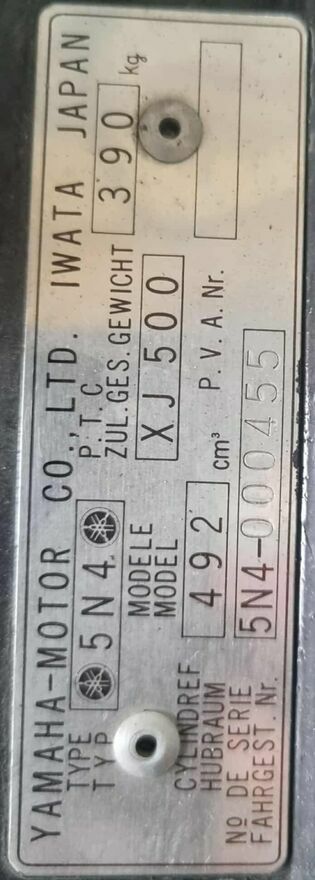 YAMAHA-MOTOR CO., LTD. IWATA JAPAN
TYPE P.T.C
TYP 5N4 ZUL.GES.GEWICHT 390 kg
MODELE
MODEL XJ500
CYLINDREF
HUBRAUM 492 cm³ P.V.A.Nr.
Nº DE SERIE
FAHRGEST.Nr. 5N4-000455